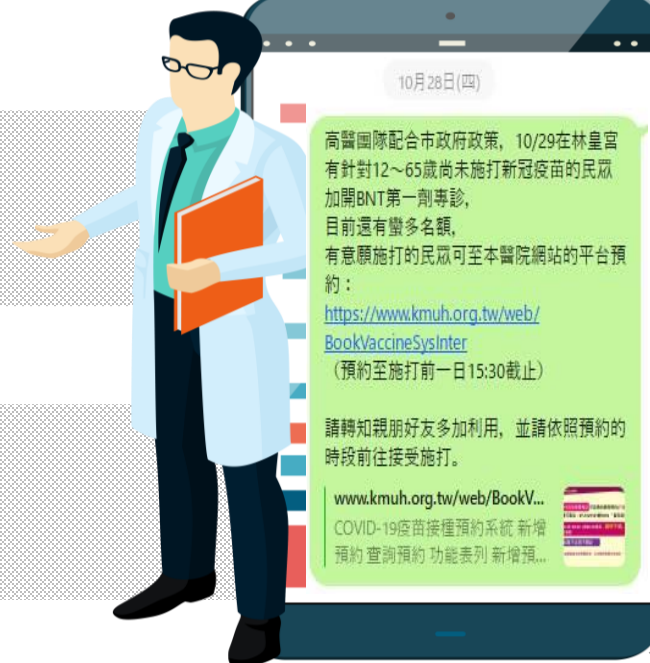 10月28日(四)
高醫團隊配合市政府政策，10/29在林皇宮
有針對12～65歲尚未施打新冠疫苗的民眾
加開BNT第一劑專診,
目前還有蠻多名額,
有意願施打的民眾可至本醫院網站的平台預
約：
https://www.kmuh.org.tw/web/
BookVaccineSysInter
（預約至施打前一日15:30截止）
請轉知親朋好友多加利用，並請依照預約的
時段前往接受施打。
www.kmuh.org.tw/web/BookV...
COVID-19疫苗接種預約系統 新增
預約 查詢預約 功能表列 新增預...